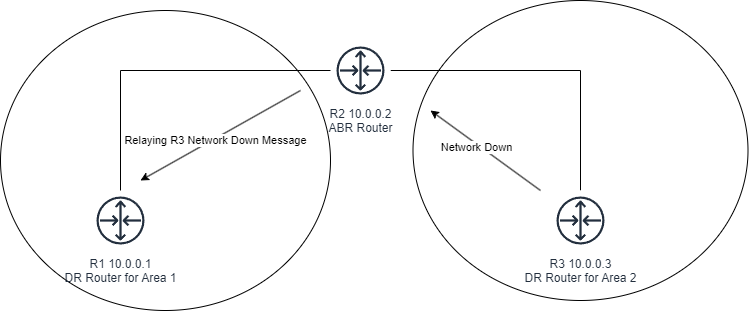 R2 10.0.0.2
ABR Router
Relaying R3 Network Down Message
Network Down
R1 10.0.0.1
DR Router for Area 1
R3 10.0.0.3
DR Router for Area 2